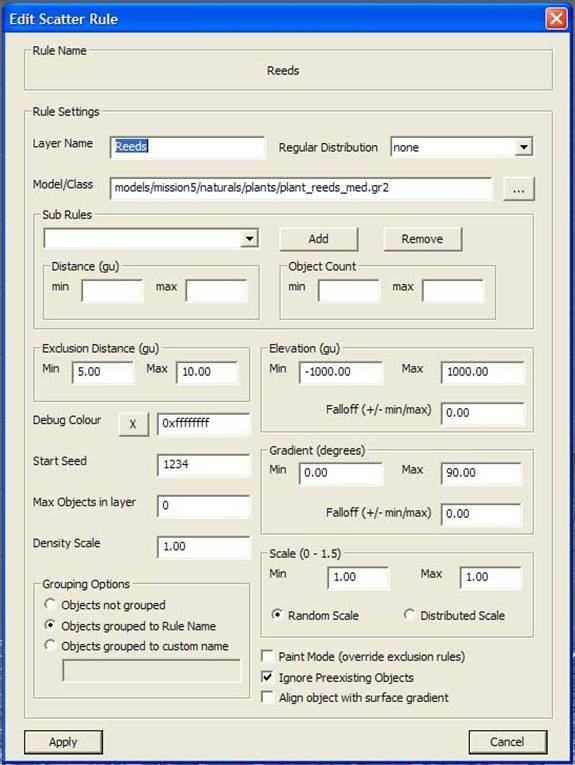 Edit Scatter Rule
Rule Name
Reeds
Rule Settings
Layer Name Reeds Regular Distribution none
Model/Class models/mission5/naturals/plants/plant_reeds_med.gr2 ...
Sub Rules
Add Remove
Distance (gu) Object Count
min max min max
Exclusion Distance (gu) Elevation (gu)
Min 5.00 Max 10.00 Min -1000.00 Max 1000.00
Falloff (+/- min/max) 0.00
Debug Colour X 0xffffffff
Gradient (degrees)
Start Seed 1234 Min 0.00 Max 90.00
Max Objects in layer 0 Falloff (+/- min/max) 0.00
Density Scale 1.00
Scale (0 - 1.5)
Min 1.00 Max 1.00
Grouping Options
Objects not grouped Random Scale Distributed Scale
Objects grouped to Rule Name
Objects grouped to custom name
Paint Mode (override exclusion rules)
Ignore Preexisting Objects
Align object with surface gradient
Apply Cancel